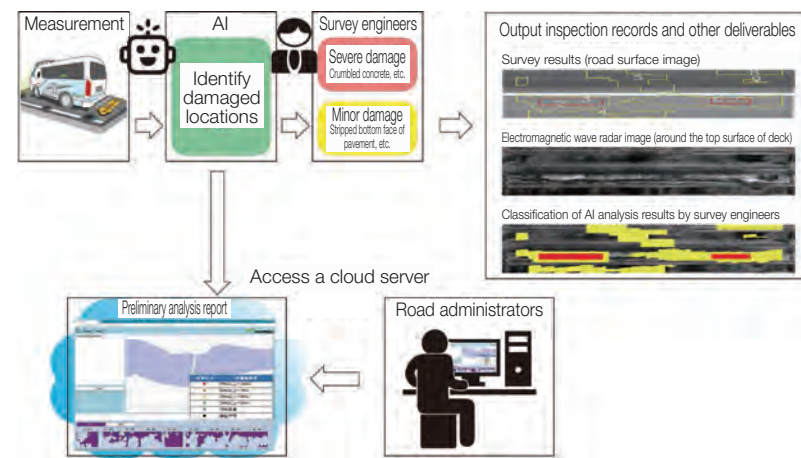 Measurement
AI
Identify
damaged
locations
Survey engineers
Severe damage
Crumbled concrete, etc.
Minor damage
Stripped bottom face of
pavement, etc.
Output inspection records and other deliverables
Survey results (road surface image)
Electromagnetic wave radar image (around the top surface of deck)
Classification of AI analysis results by survey engineers
Access a cloud server
Preliminary analysis report
Road administrators